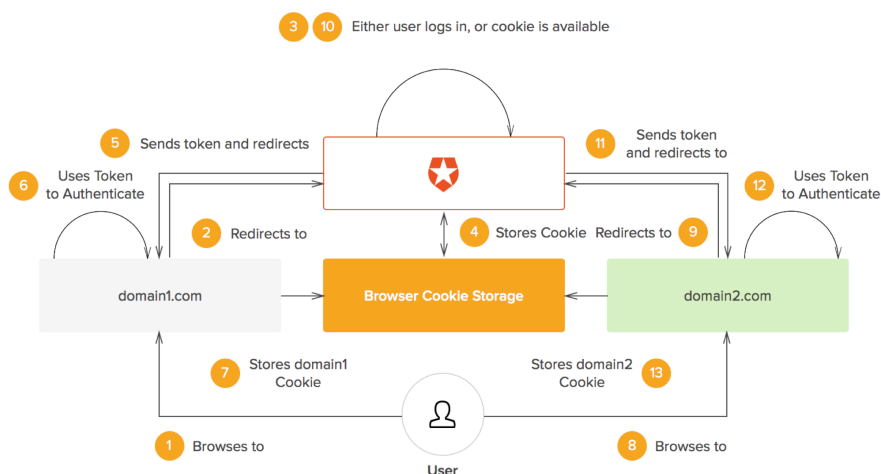 3 10 Either user logs in, or cookie is available
5 Sends token and redirects
11 Sends token
and redirects to
6 Uses Token
to Authenticate
12 Uses Token
to Authenticate
2 Redirects to
4 Stores Cookie
Redirects to 9
domain1.com
Browser Cookie Storage
domain2.com
7 Stores domain1
Cookie
Stores domain2 13
Cookie
1 Browses to
8 Browses to
User